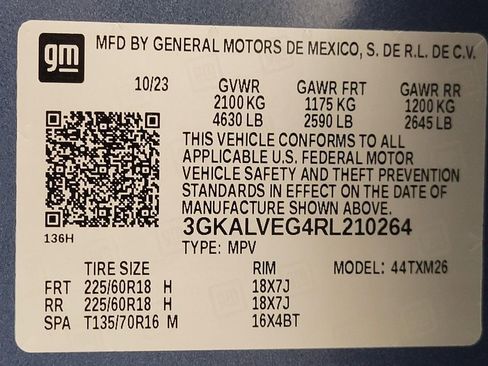 gm
MFD BY GENERAL MOTORS DE MEXICO, S. DE R.L. DE C.V.
10/23 GVWR GAWR FRT GAWR RR
2100 KG 1175 KG 1200 KG
4630 LB 2590 LB 2645 LB
THIS VEHICLE CONFORMS TO ALL
APPLICABLE U.S. FEDERAL MOTOR
VEHICLE SAFETY AND THEFT PREVENTION
STANDARDS IN EFFECT ON THE DATE OF
MANUFACTURE SHOWN ABOVE.
3GKALVEG4RL210264
136H
TYPE: MPV
TIRE SIZE RIM MODEL: 44TXM26
FRT 225/60R18 H 18X7J
RR 225/60R18 H 18X7J
SPA T135/70R16 M 16X4BT